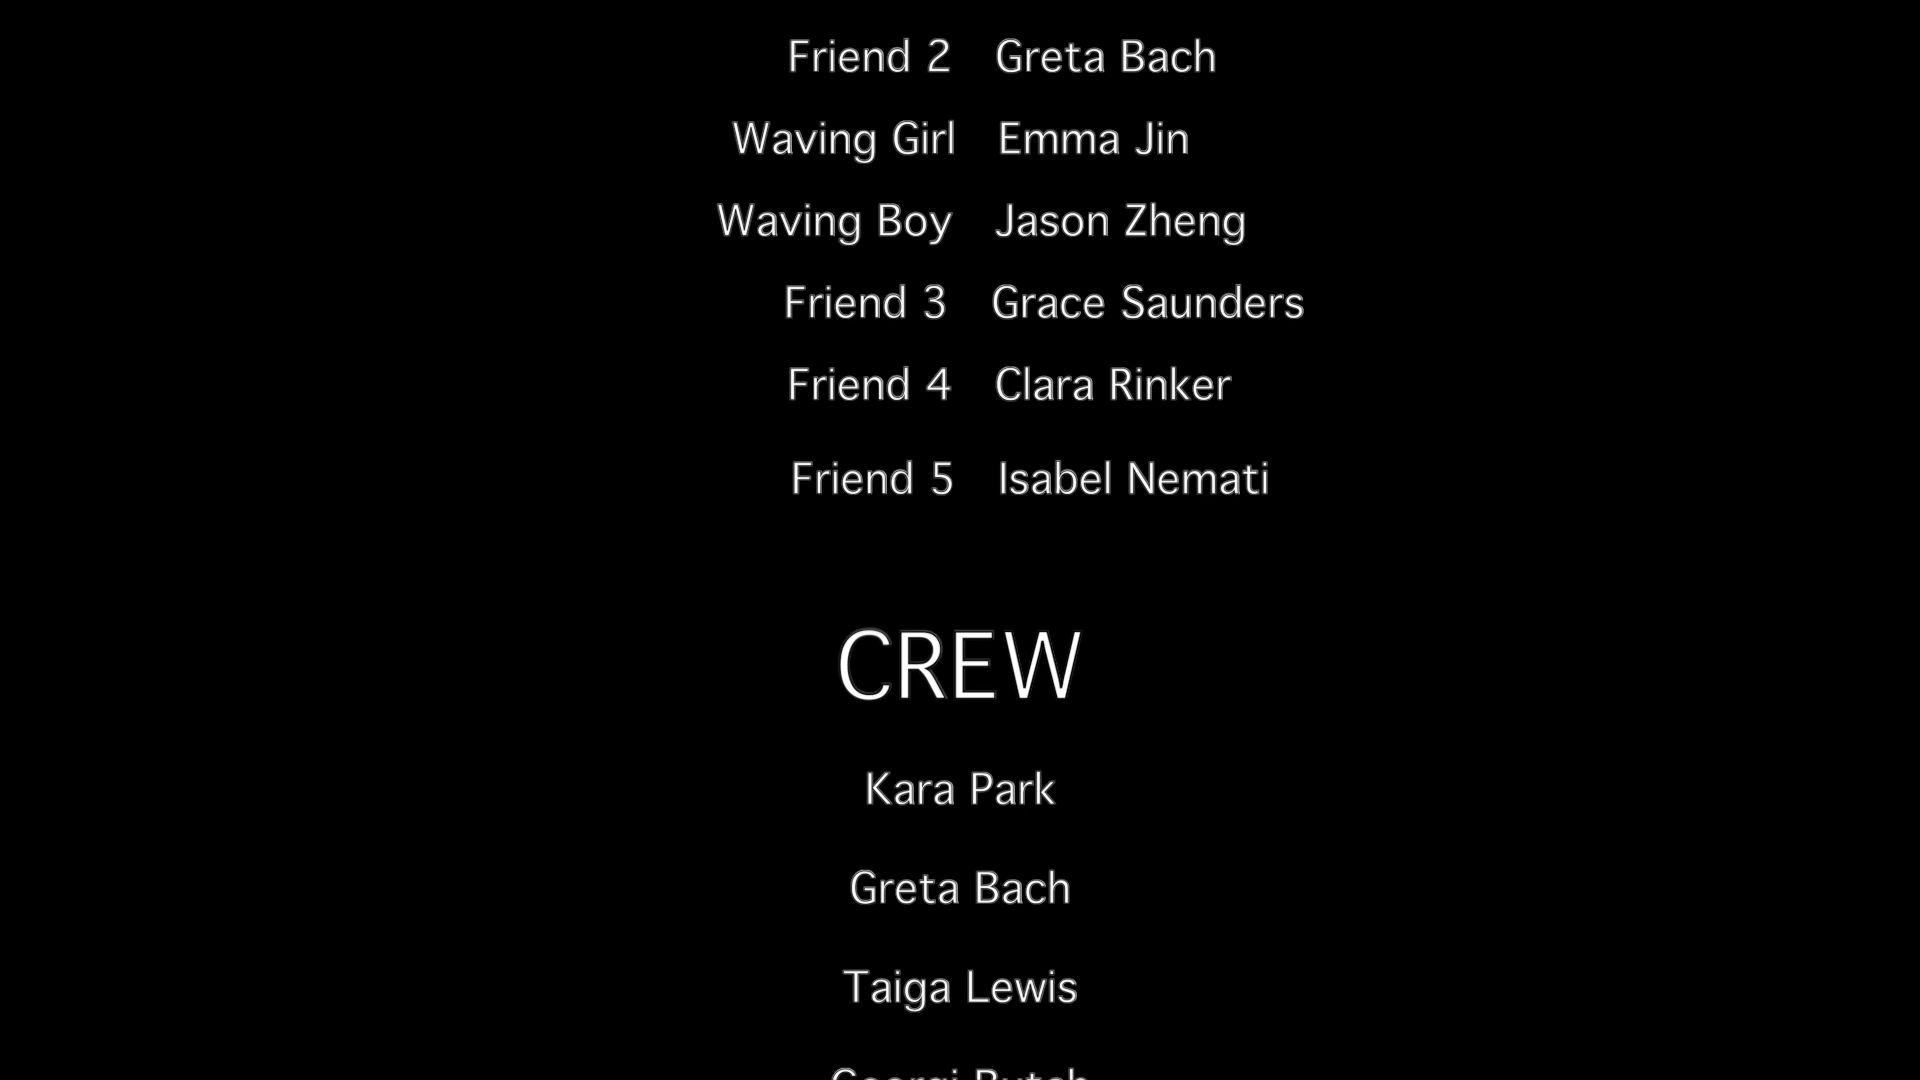 Friend 2 Greta Bach
Waving Girl Emma Jin
Waving Boy Jason Zheng
Friend 3 Grace Saunders
Friend 4 Clara Rinker
Friend 5 Isabel Nemati
CREW
Kara Park
Greta Bach
Taiga Lewis